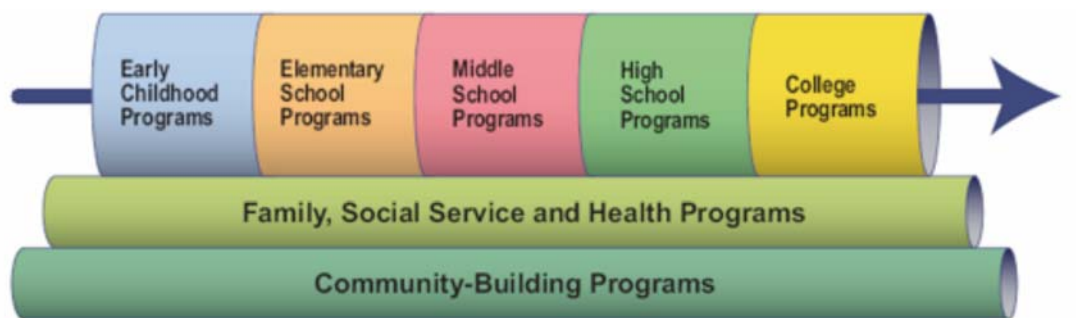 Early
Childhood
Programs
Elementary
School
Programs
Middle
School
Programs
High
School
Programs
College
Programs
Family, Social Service and Health Programs
Community-Building Programs